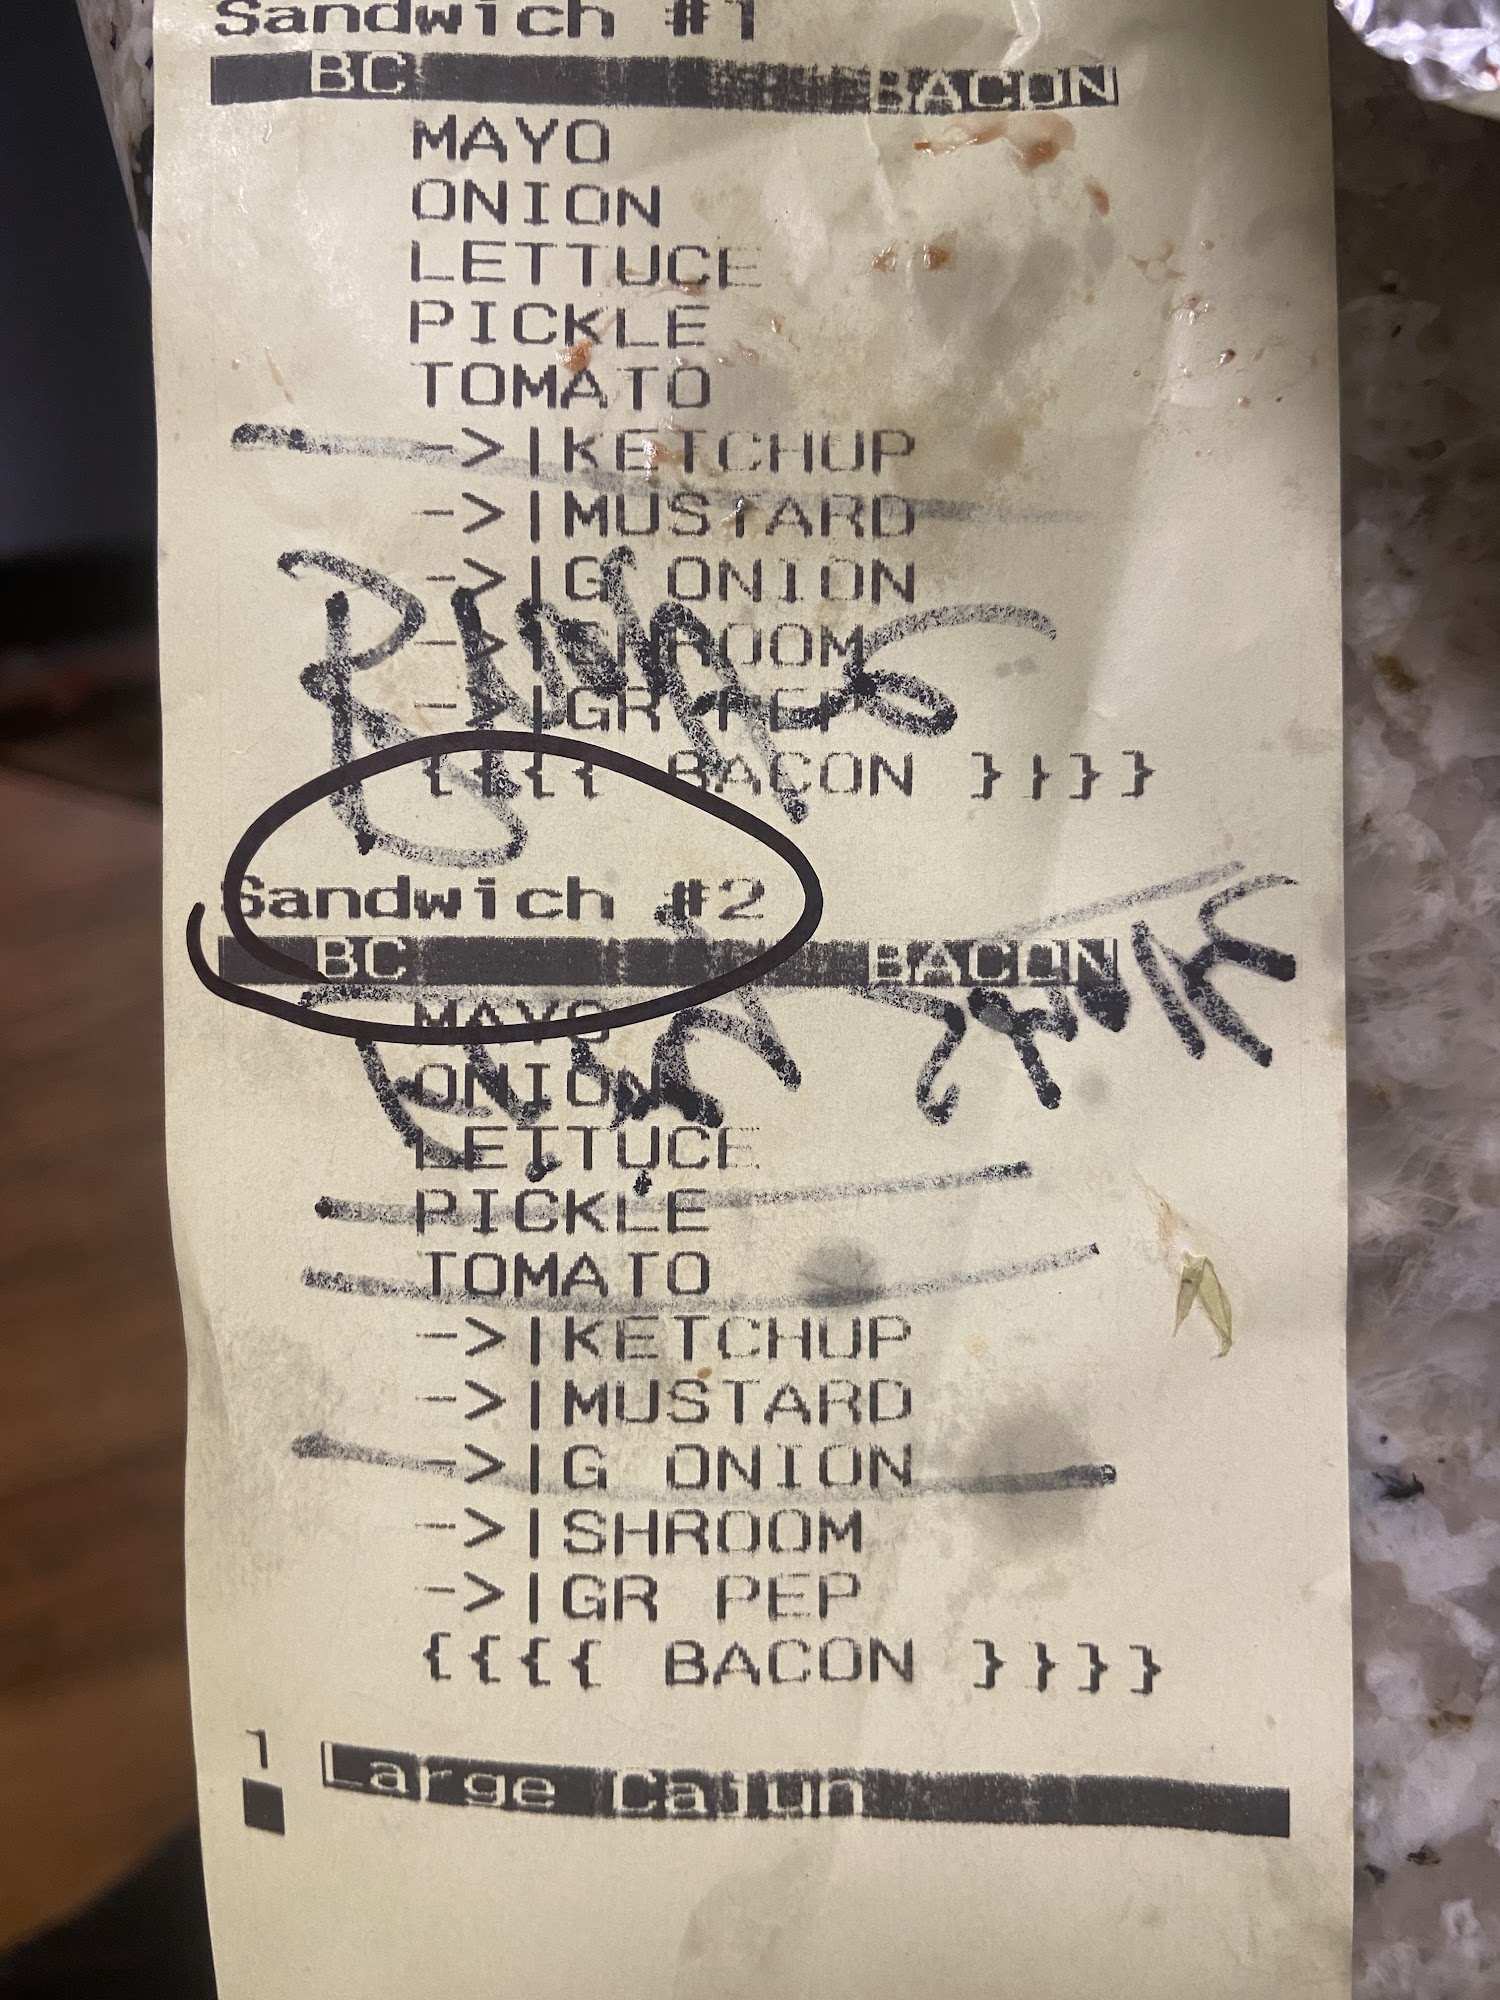 Sandwich #1
BC BACON
MAYO
ONION
LETTUCE
PICKLE
TOMATO
->|KETCHUP
->|MUSTARD
->|G ONION
->|SHROOM
->|GR PEP
{{{{ BACON }}}}
Sandwich #2
BC BACON
MAYO
ONION
LETTUCE
PICKLE
TOMATO
->|KETCHUP
->|MUSTARD
->|G ONION
->|SHROOM
->|GR PEP
{{{{ BACON }}}}
1 Large Cajun